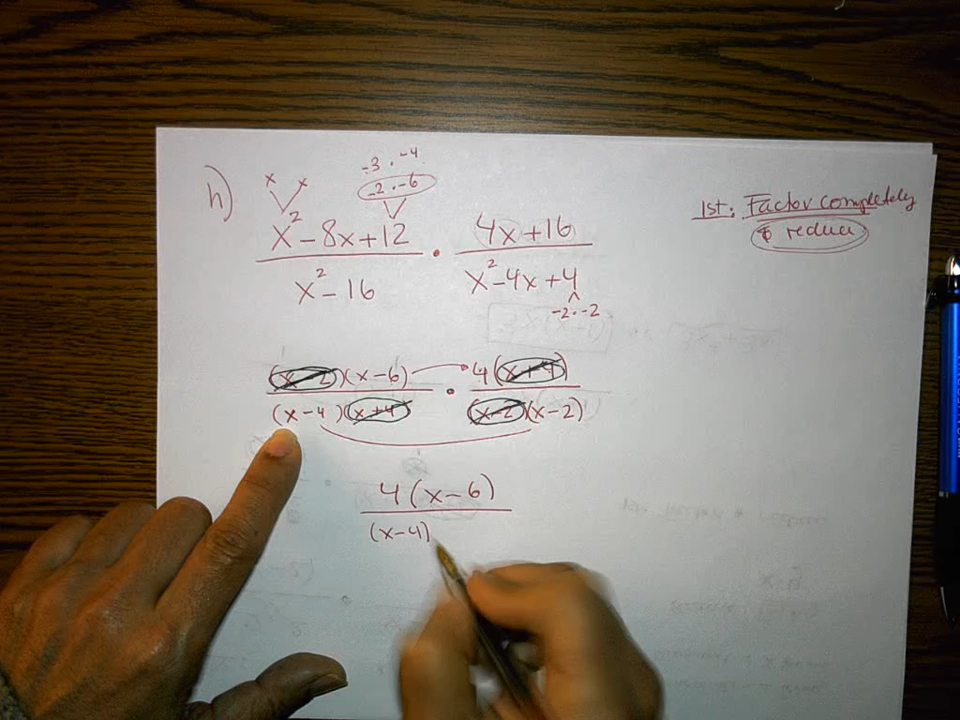 h)
x x
-3 · -4
-2 · -6
x² - 8x + 12 / x² - 16 · 4x + 16 / x² - 4x + 4
-2 · -2
(x - 2)(x - 6) / (x - 4)(x + 4) · 4(x + 4) / (x - 2)(x - 2)
4(x - 6) / (x - 4)
1st: Factor completely
& reduce